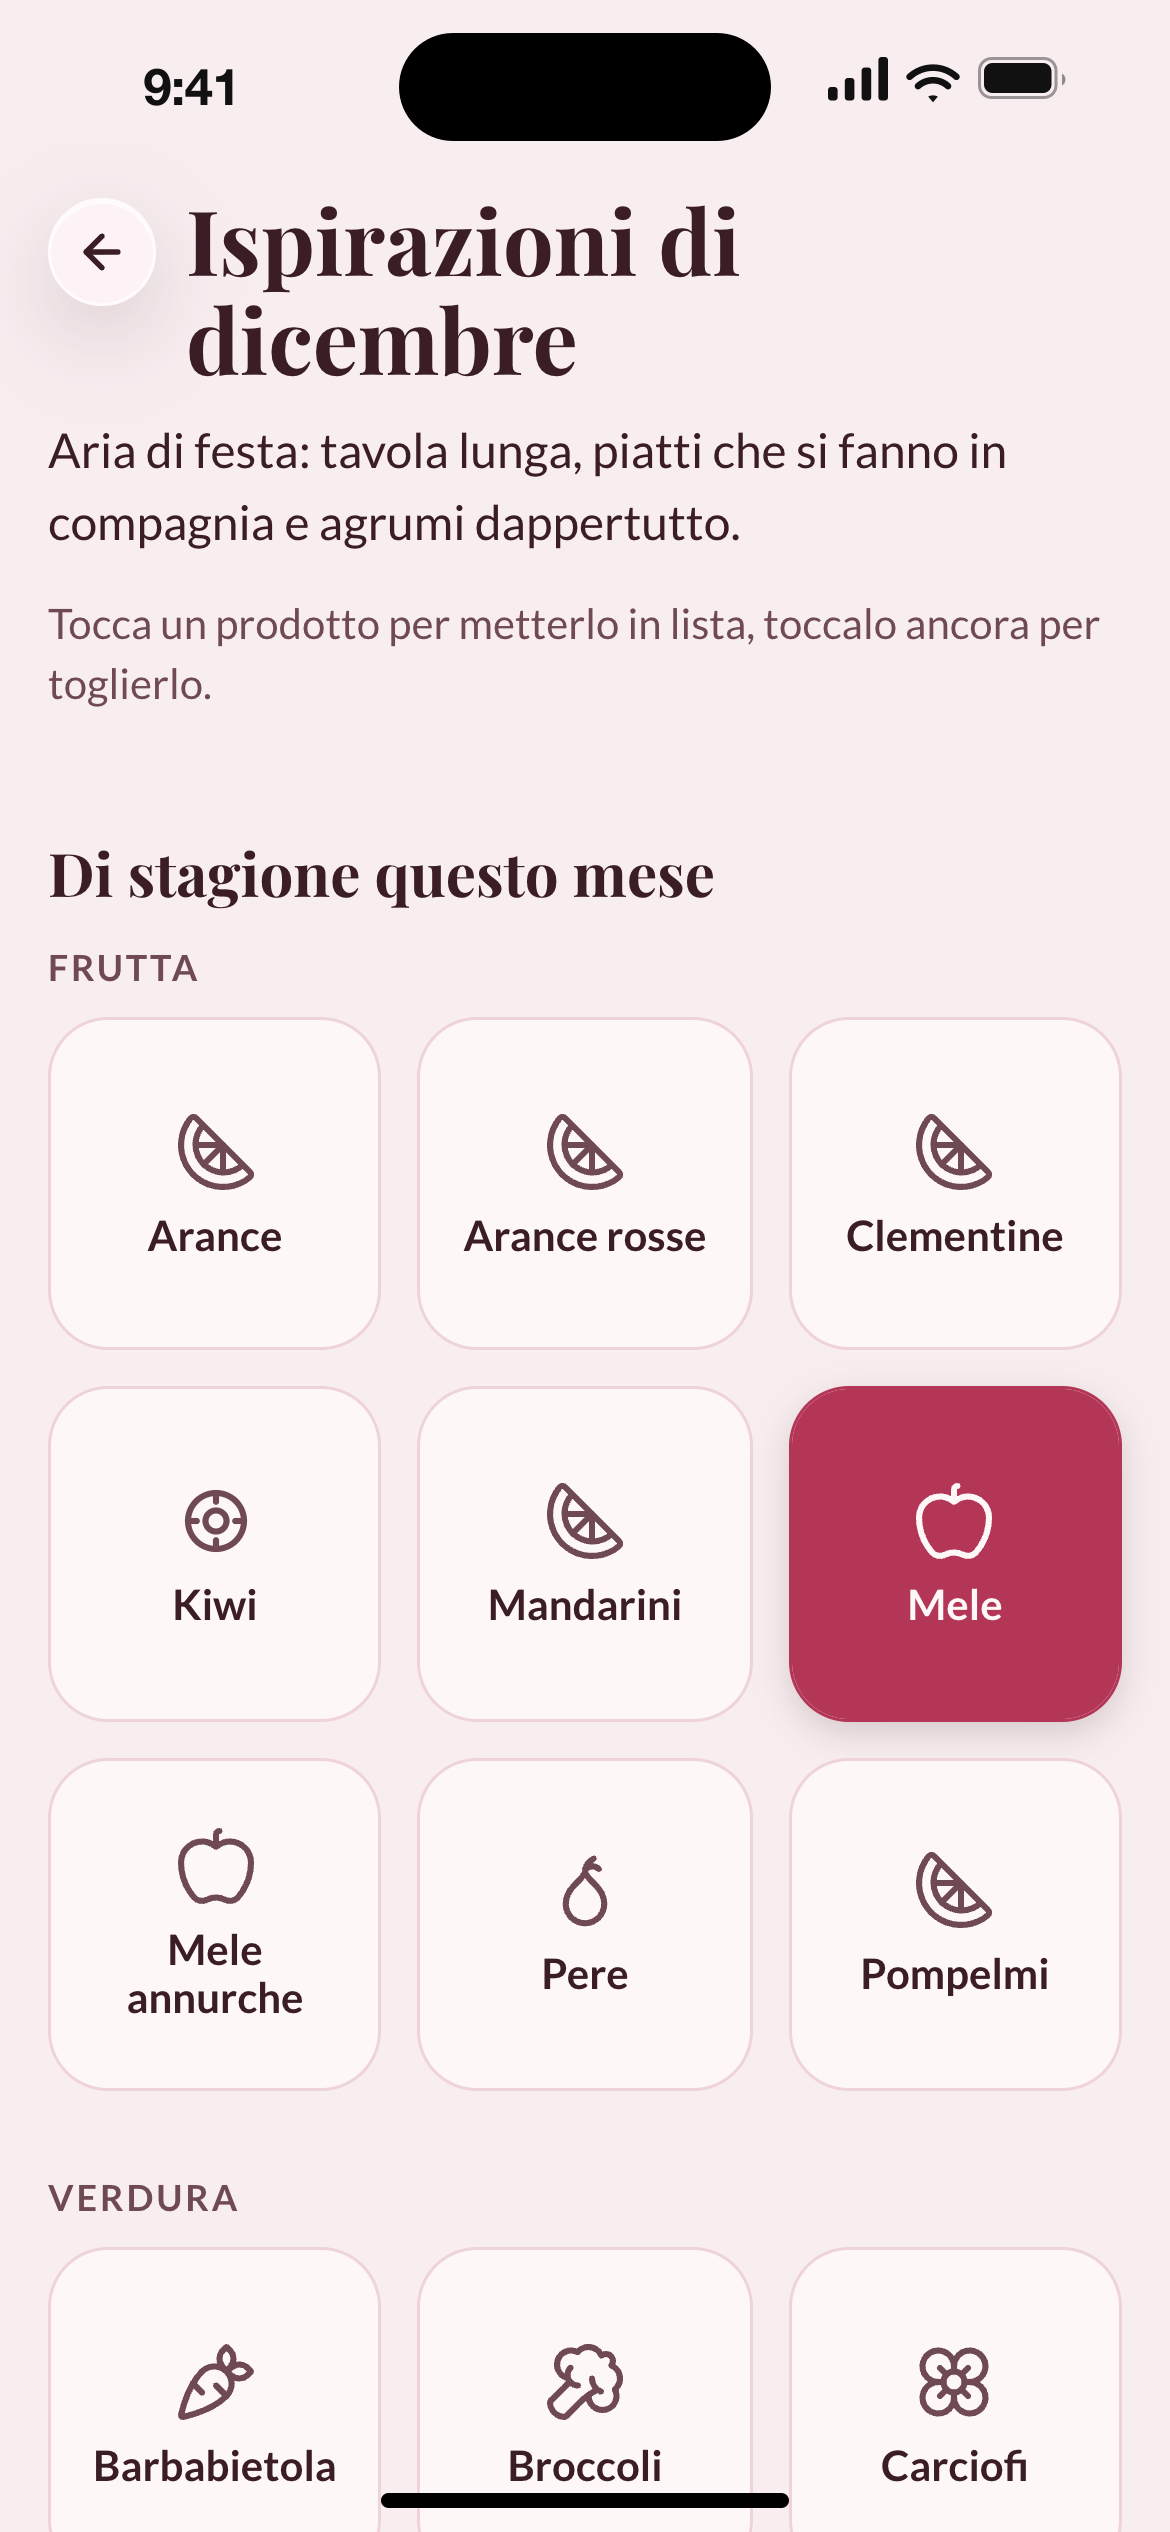 9:41
Ispirazioni di
dicembre
Aria di festa: tavola lunga, piatti che si fanno in
compagnia e agrumi dappertutto.
Tocca un prodotto per metterlo in lista, toccalo ancora per
toglierlo.
Di stagione questo mese
FRUTTA
Arance
Arance rosse
Clementine
Kiwi
Mandarini
Mele
Mele
annurche
Pere
Pompelmi
VERDURA
Barbabietola
Broccoli
Carciofi